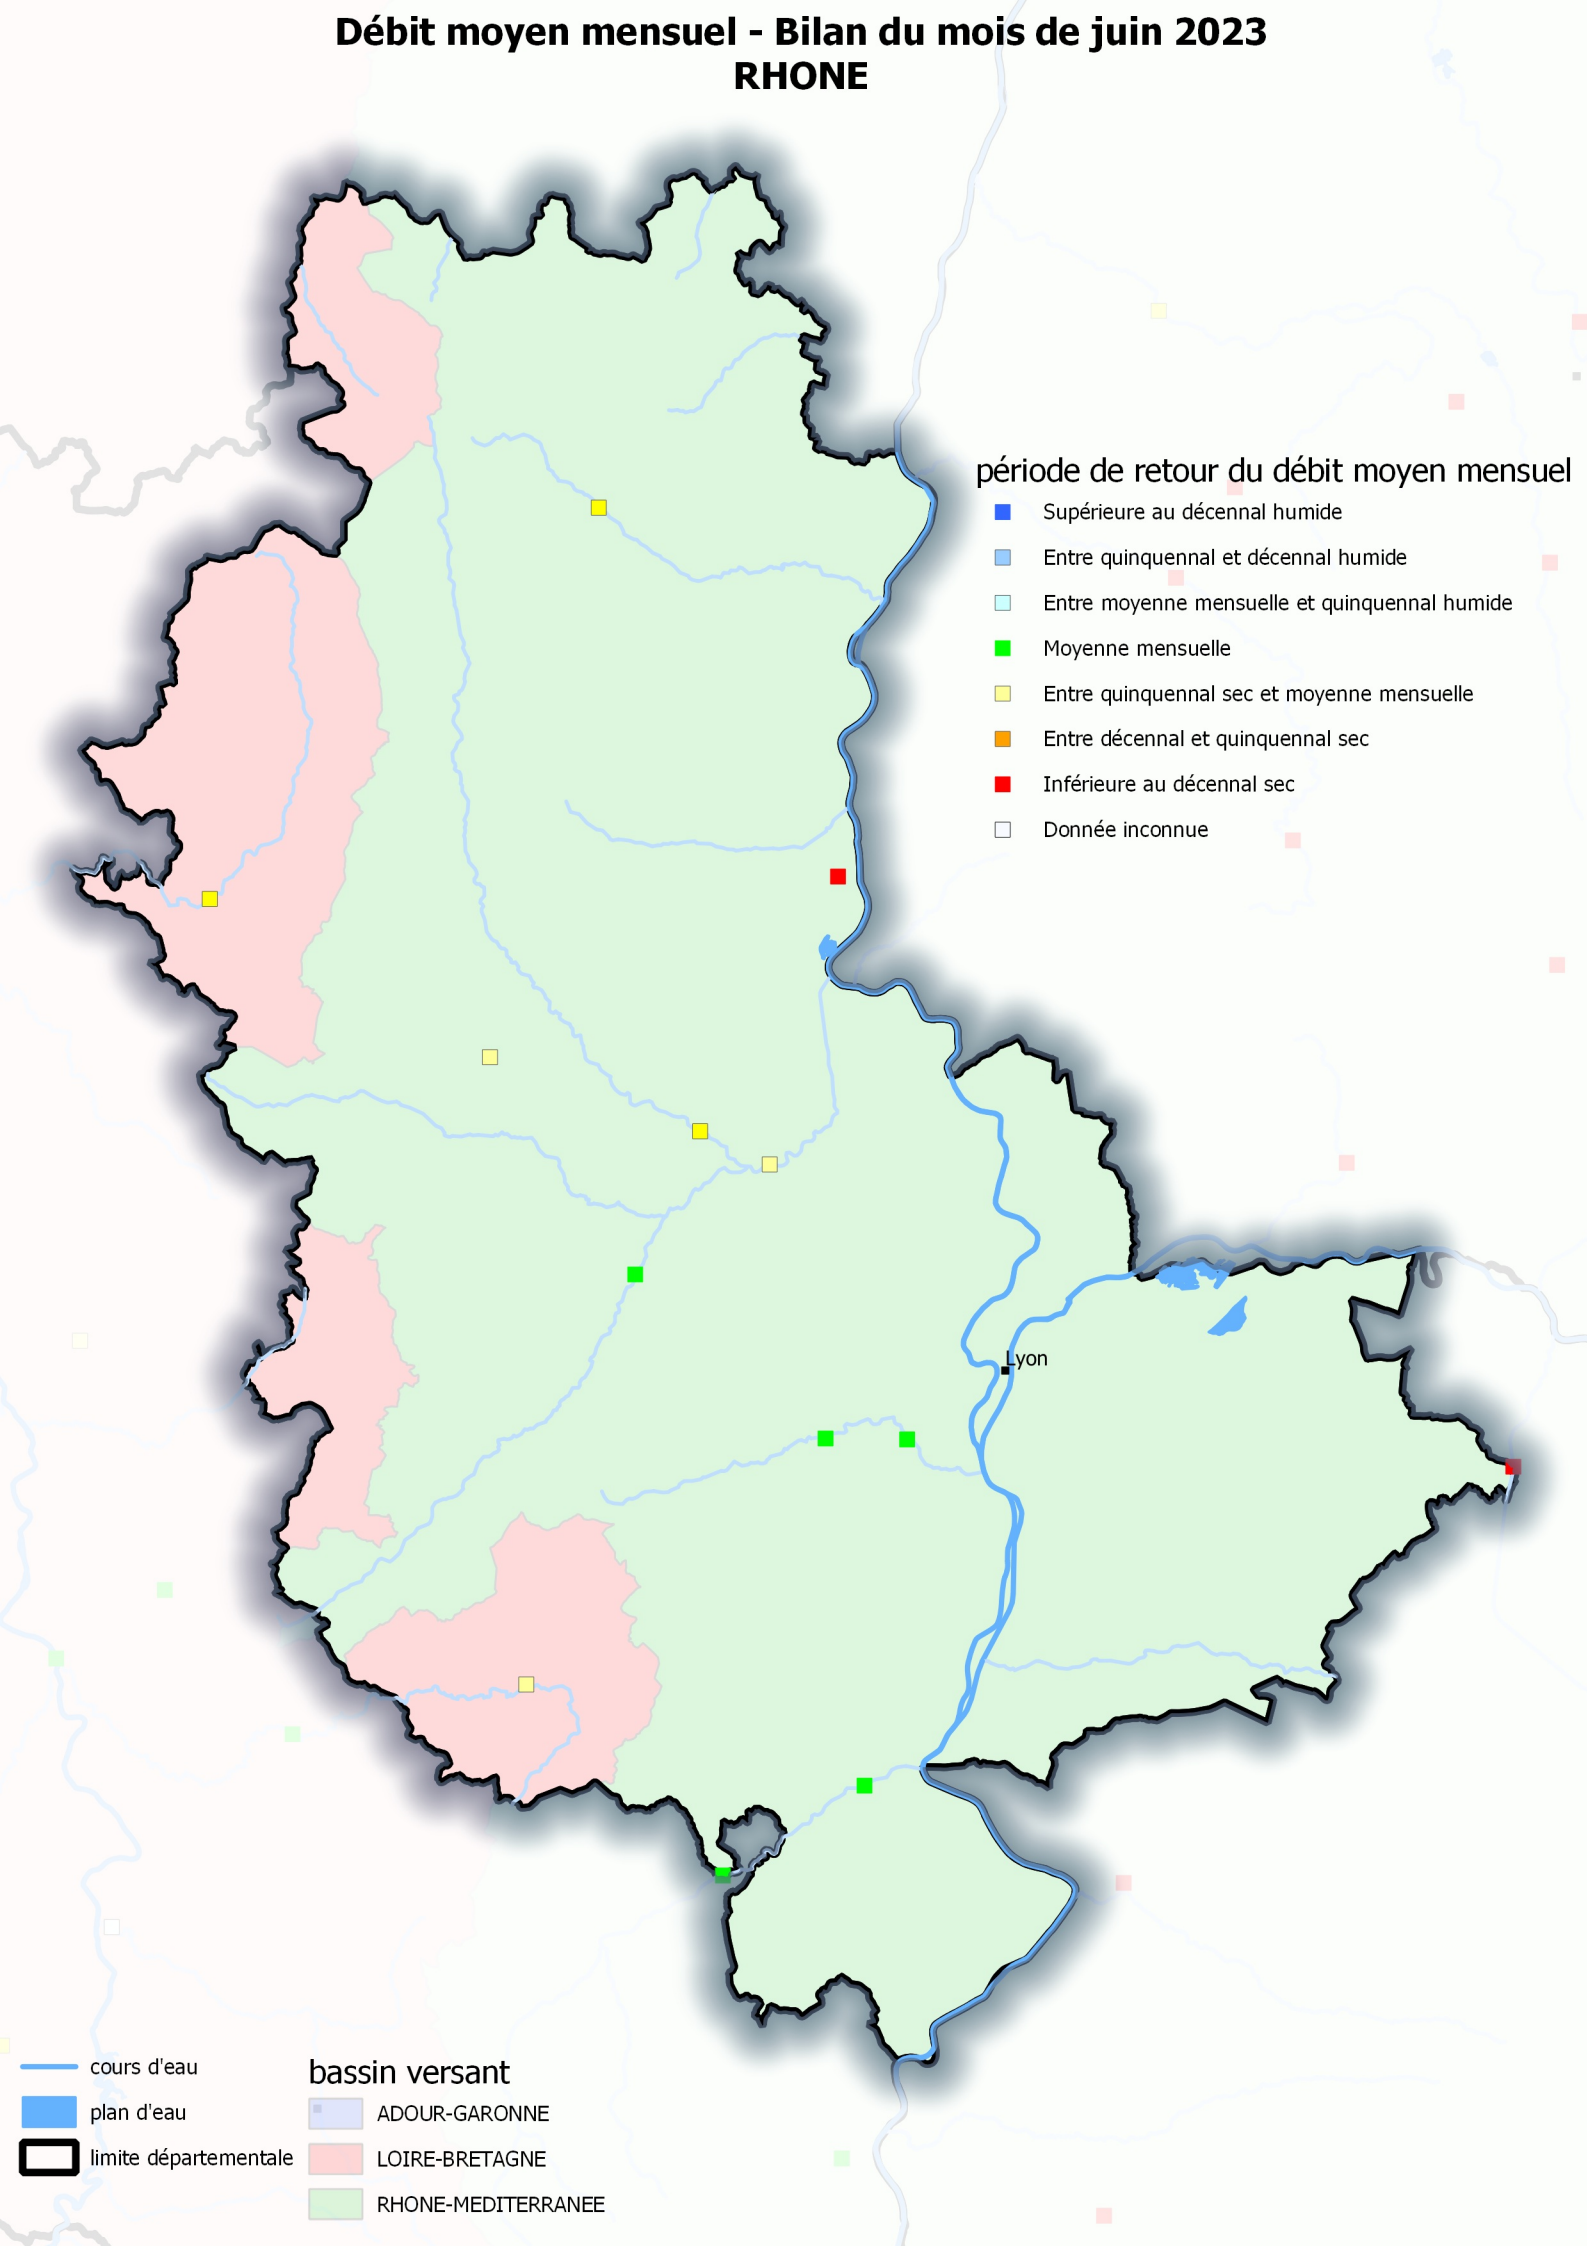 Débit moyen mensuel - Bilan du mois de juin 2023
RHONE
période de retour du débit moyen mensuel
Supérieure au décennal humide
Entre quinquennal et décennal humide
Entre moyenne mensuelle et quinquennal humide
Moyenne mensuelle
Entre quinquennal sec et moyenne mensuelle
Entre décennal et quinquennal sec
Inférieure au décennal sec
Donnée inconnue
Lyon
cours d'eau
plan d'eau
limite départementale
bassin versant
ADOUR-GARONNE
LOIRE-BRETAGNE
RHONE-MEDITERRANEE